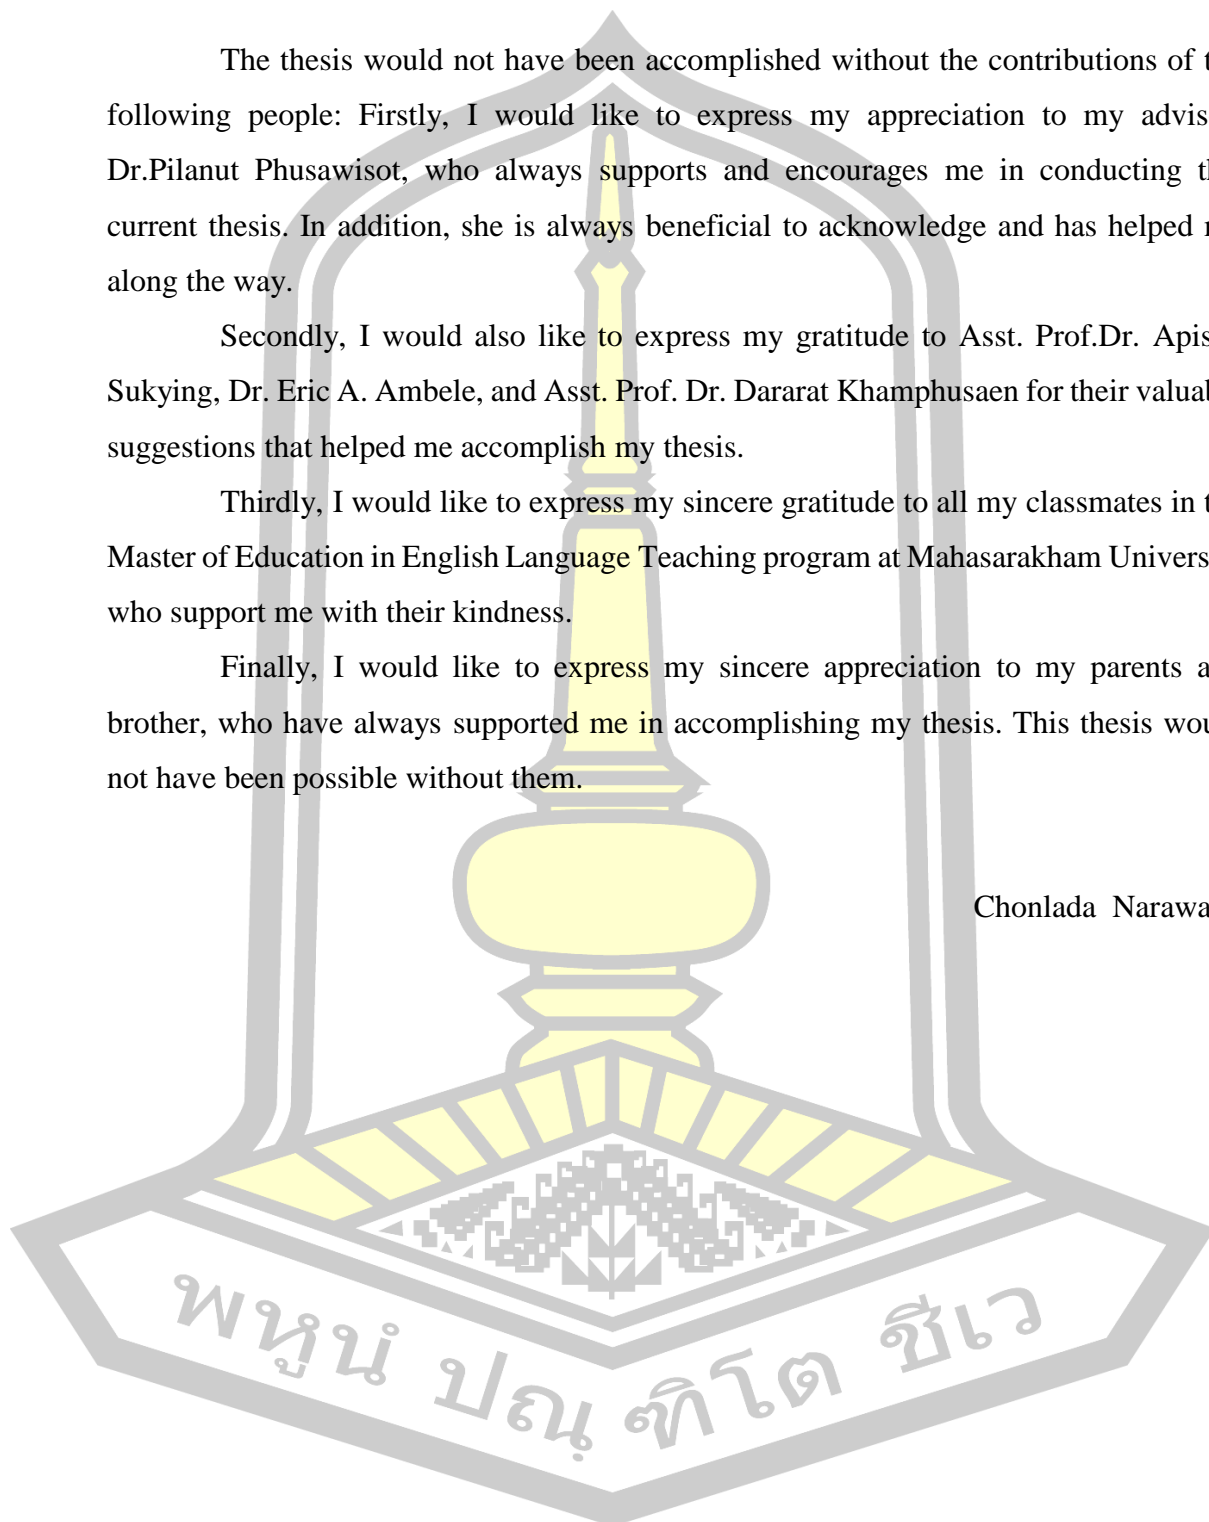 The thesis would not have been accomplished without the contributions of
following people: Firstly, I would like to express my appreciation to my
Dr.Pilanut Phusawisot, who always supports and encourages me in conducting
current thesis. In addition, she is always beneficial to acknowledge and has helped
along the way.
Secondly, I would also like to express my gratitude to Asst. Prof.Dr.
Sukying, Dr. Eric A. Ambele, and Asst. Prof. Dr. Dararat Khamphusaen for their
suggestions that helped me accomplish my thesis.
Thirdly, I would like to express my sincere gratitude to all my classmates in
Master of Education in English Language Teaching program at Mahasarakham
who support me with their kindness.
Finally, I would like to express my sincere appreciation to my parents
brother, who have always supported me in accomplishing my thesis. This thesis
not have been possible without them.
Chonlada
พหูนํ ปณฺฑิโต ชีเว